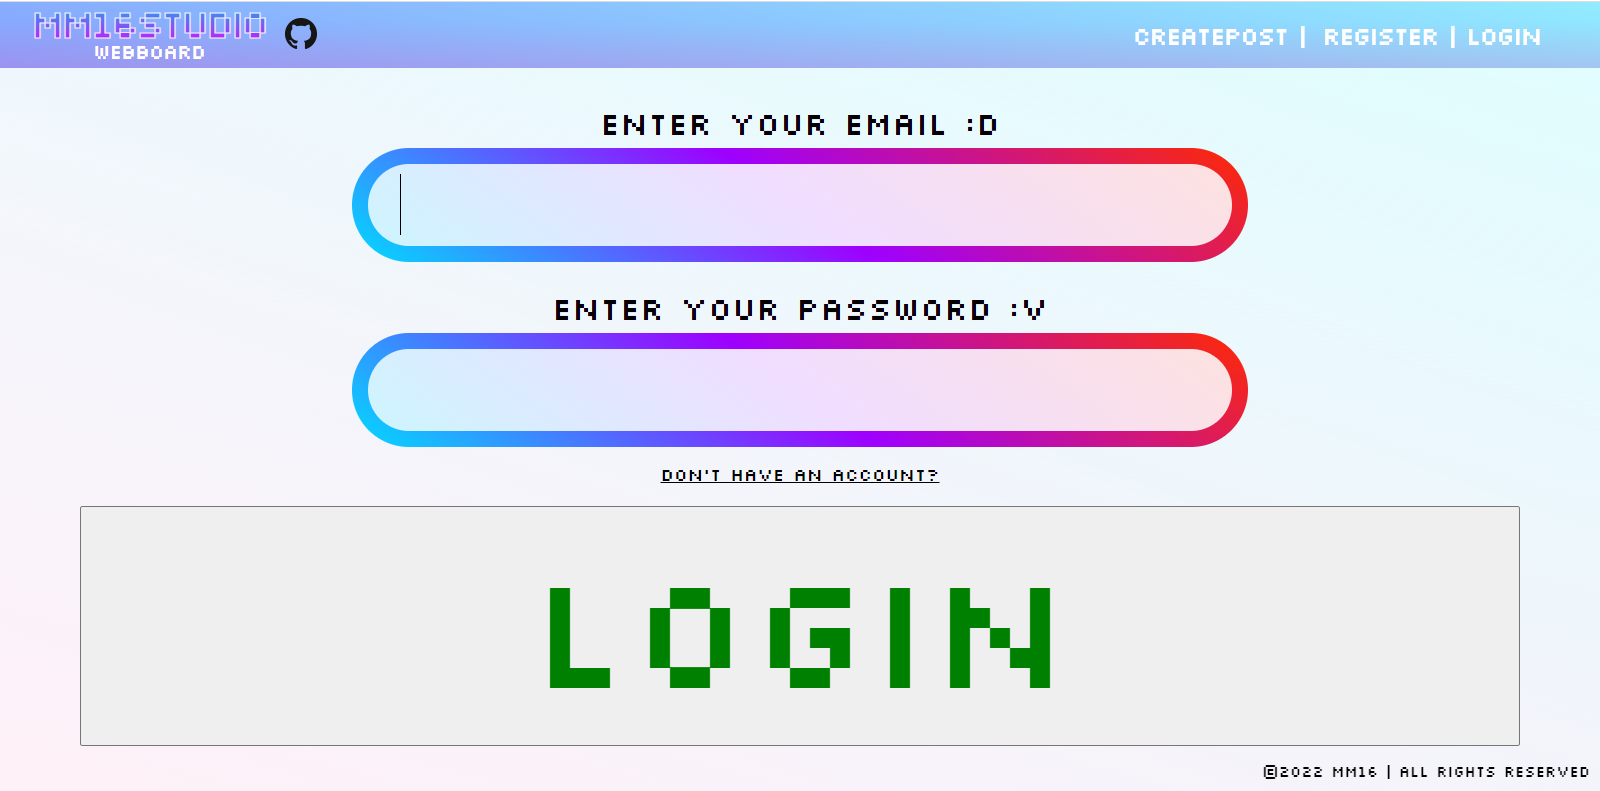 MM16STUDIO
WEBBOARD
CREATEPOST | REGISTER | LOGIN
ENTER YOUR EMAIL :D
ENTER YOUR PASSWORD :V
DON'T HAVE AN ACCOUNT?
LOGIN
©2022 MM16 | ALL RIGHTS RESERVED